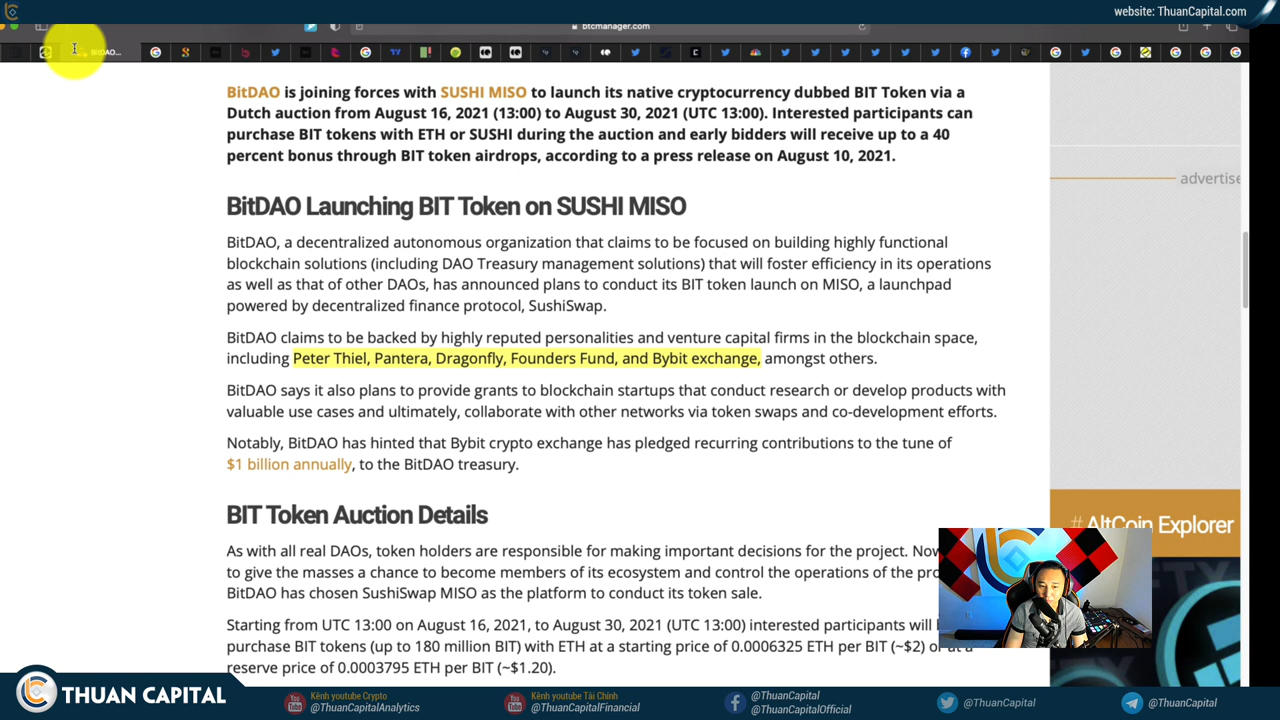 website: ThuanCapital.com
btcmanager.com
BitDAO...
BitDAO is joining forces with SUSHI MISO to launch its native cryptocurrency dubbed BIT Token via a
Dutch auction from August 16, 2021 (13:00) to August 30, 2021 (UTC 13:00). Interested participants can
purchase BIT tokens with ETH or SUSHI during the auction and early bidders will receive up to a 40
percent bonus through BIT token airdrops, according to a press release on August 10, 2021.
advertise
BitDAO Launching BIT Token on SUSHI MISO
BitDAO, a decentralized autonomous organization that claims to be focused on building highly functional
blockchain solutions (including DAO Treasury management solutions) that will foster efficiency in its operations
as well as that of other DAOs, has announced plans to conduct its BIT token launch on MISO, a launchpad
powered by decentralized finance protocol, SushiSwap.
BitDAO claims to be backed by highly reputed personalities and venture capital firms in the blockchain space,
including Peter Thiel, Pantera, Dragonfly, Founders Fund, and Bybit exchange, amongst others.
BitDAO says it also plans to provide grants to blockchain startups that conduct research or develop products with
valuable use cases and ultimately, collaborate with other networks via token swaps and co-development efforts.
Notably, BitDAO has hinted that Bybit crypto exchange has pledged recurring contributions to the tune of
$1 billion annually, to the BitDAO treasury.
BIT Token Auction Details
# AltCoin Explorer
As with all real DAOs, token holders are responsible for making important decisions for the project. Now
to give the masses a chance to become members of its ecosystem and control the operations of the pro
BitDAO has chosen SushiSwap MISO as the platform to conduct its token sale.
Starting from UTC 13:00 on August 16, 2021, to August 30, 2021 (UTC 13:00) interested participants will
purchase BIT tokens (up to 180 million BIT) with ETH at a starting price of 0.0006325 ETH per BIT (~$2) or at a
reserve price of 0.0003795 ETH per BIT (~$1.20).
THUAN CAPITAL
Kênh youtube Crypto
@ThuanCapitalAnalytics
Kênh youtube Tài Chính
@ThuanCapitalFinancial
@ThuanCapital
@ThuanCapitalOfficial
@ThuanCapital
@ThuanCapital